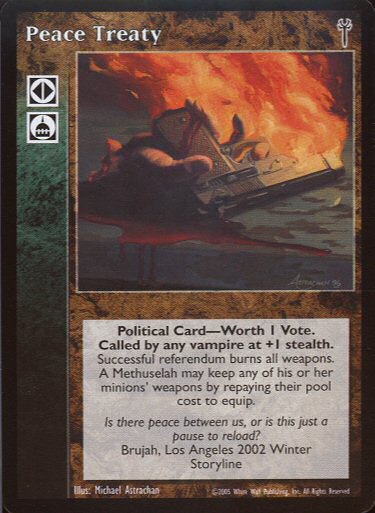 Peace Treaty
ASTRACHAN 95
Political Card—Worth 1 Vote.
Called by any vampire at +1 stealth.
Successful referendum burns all weapons.
A Methuselah may keep any of his or her
minions' weapons by repaying their pool
cost to equip.
Is there peace between us, or is this just a
pause to reload?
Brujah, Los Angeles 2002 Winter
Storyline
Illus: Michael Astrachan
©2005 White Wolf Publishing, Inc. All Rights Reserved